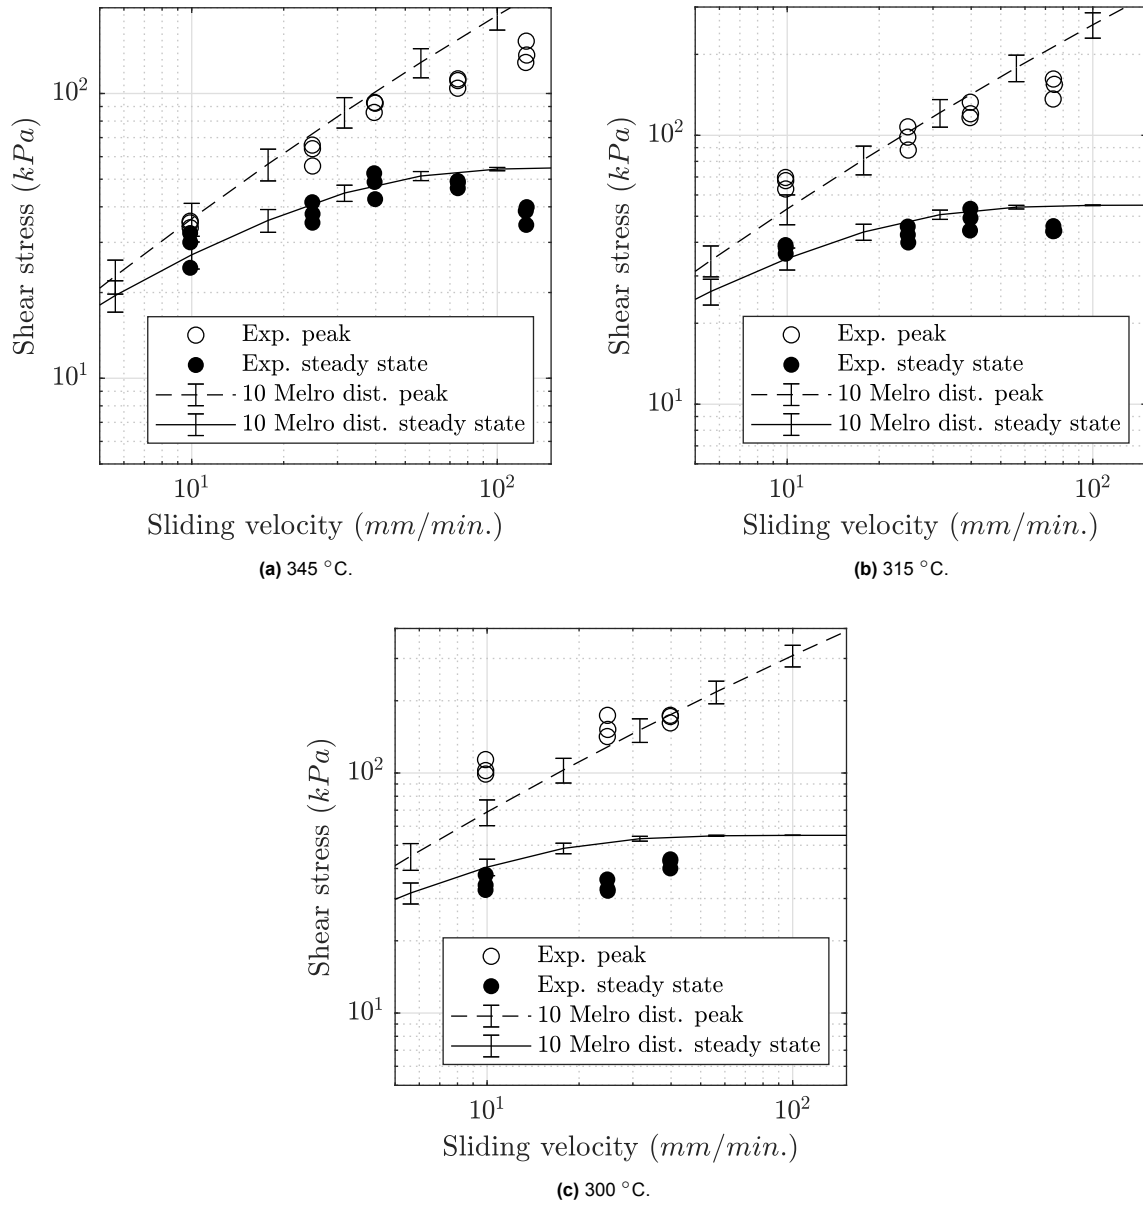 10²
10¹
Shear stress (kPa)
Exp. peak
Exp. steady state
10 Melro dist. peak
10 Melro dist. steady state
10¹
10²
Sliding velocity (mm/min.)
(a) 345 °C.
10²
10¹
Shear stress (kPa)
Exp. peak
Exp. steady state
10 Melro dist. peak
10 Melro dist. steady state
10¹
10²
Sliding velocity (mm/min.)
(b) 315 °C.
10²
10¹
Shear stress (kPa)
Exp. peak
Exp. steady state
10 Melro dist. peak
10 Melro dist. steady state
10¹
10²
Sliding velocity (mm/min.)
(c) 300 °C.